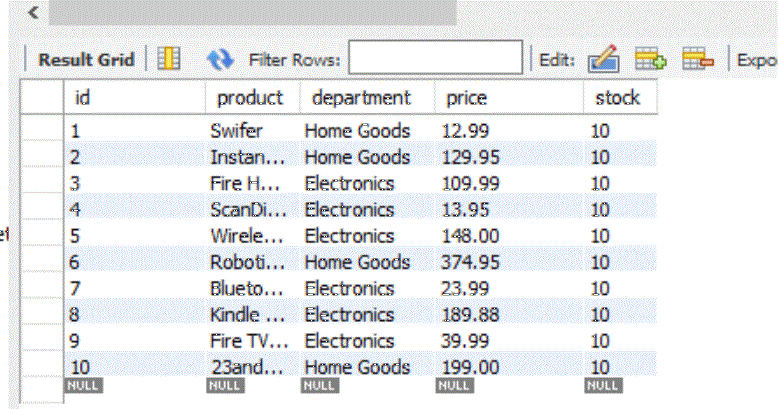 Result Grid Filter Rows: Edit: Expo
id product department price stock
1 Swifer Home Goods 12.99 10
2 Instan... Home Goods 129.95 10
3 Fire H... Electronics 109.99 10
4 ScanDi... Electronics 13.95 10
5 Wirele... Electronics 148.00 10
6 Roboti... Home Goods 374.95 10
7 Blueto... Electronics 23.99 10
8 Kindle ... Electronics 189.88 10
9 Fire TV... Electronics 39.99 10
10 23and... Home Goods 199.00 10
NULL NULL NULL NULL NULL